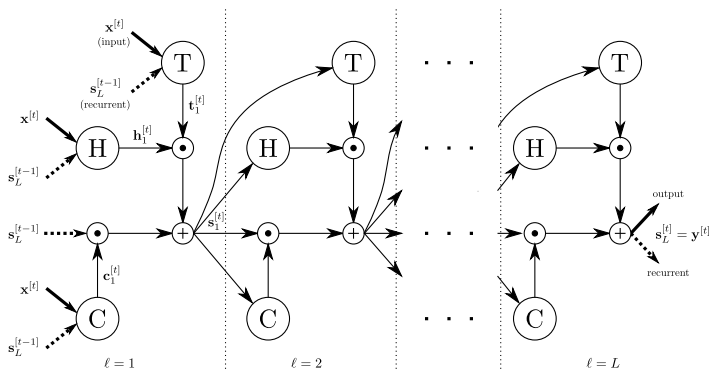 x^{[t]}
(input)
T
T
. . .
T
s_L^{[t−1]}
(recurrent)
t_1^{[t]}
x^{[t]}
h_1^{[t]}
H
H
. . .
H
s_L^{[t−1]}
output
s_L^{[t−1]}
+
s_1^{[t]}
+
. . .
+
s_L^{[t]} = y^{[t]}
recurrent
c_1^{[t]}
x^{[t]}
C
C
. . .
C
s_L^{[t−1]}
ℓ = 1
ℓ = 2
ℓ = L